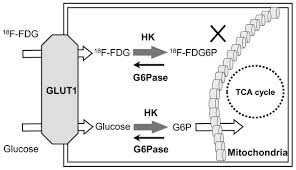 ¹⁸F-FDG
HK
¹⁸F-FDG
¹⁸F-FDG6P
G6Pase
GLUT1
TCA cycle
HK
Glucose
G6P
G6Pase
Glucose
Mitochondria